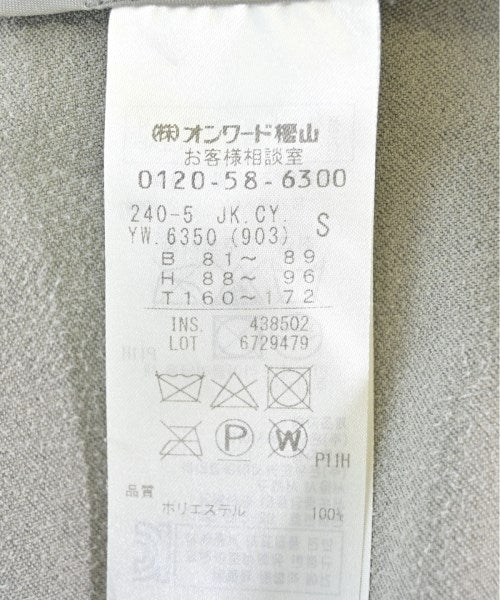 (株)オンワード樫山
お客様相談室
0120-58-6300
240-5 JK.CY.
YW.6350 (903) S
B 81～ 89
H 88～ 96
T160～172
INS. 438502
LOT 6729479
P
W
P11H
品質
ポリエステル 100%